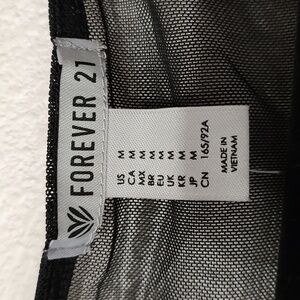 FOREVER 21
US M
CA M
MX M
BR M
EU M
UK M
KR M
JP M
CN 165/92A
MADE IN
VIETNAM